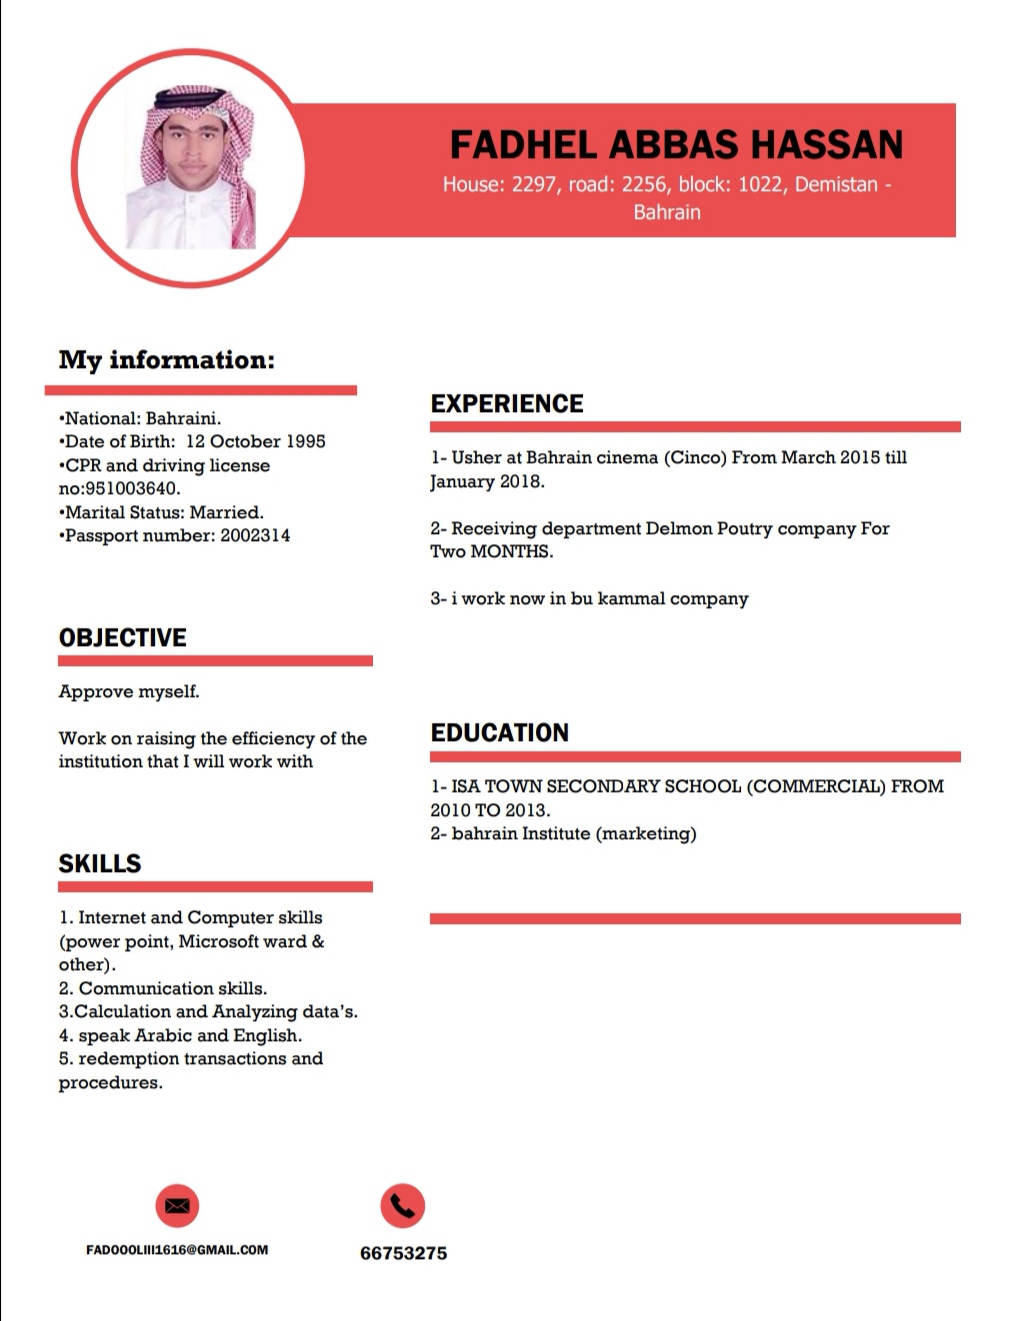 FADHEL ABBAS HASSAN
House: 2297, road: 2256, block: 1022, Demistan -
Bahrain
My information:
•National: Bahraini.
•Date of Birth:  12 October 1995
•CPR and driving license
no:951003640.
•Marital Status: Married.
•Passport number: 2002314
OBJECTIVE
Approve myself.
Work on raising the efficiency of the
institution that I will work with
SKILLS
1. Internet and Computer skills
(power point, Microsoft ward &
other).
2. Communication skills.
3.Calculation and Analyzing data’s.
4. speak Arabic and English.
5. redemption transactions and
procedures.
EXPERIENCE
1- Usher at Bahrain cinema (Cinco) From March 2015 till
January 2018.
2- Receiving department Delmon Poutry company For
Two MONTHS.
3- i work now in bu kammal company
EDUCATION
1- ISA TOWN SECONDARY SCHOOL (COMMERCIAL) FROM
2010 TO 2013.
2- bahrain Institute (marketing)
FADOOOLIII1616@GMAIL.COM
66753275